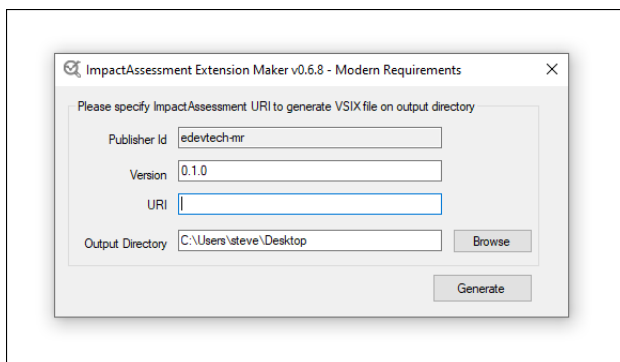 ImpactAssessment Extension Maker v0.6.8 - Modern Requirements
Please specify ImpactAssessment URI to generate VSIX file on output directory
Publisher Id edevtech-mr
Version 0.1.0
URI
Output Directory C:\Users\steve\Desktop Browse
Generate